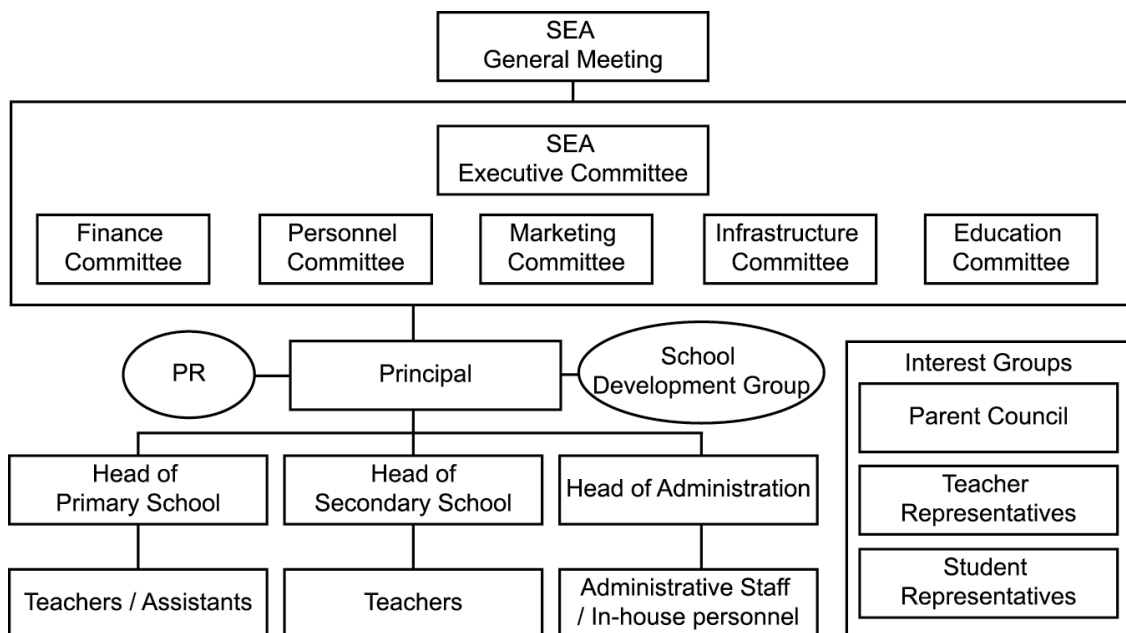 SEA
General Meeting
SEA
Executive Committee
Finance
Committee
Personnel
Committee
Marketing
Committee
Infrastructure
Committee
Education
Committee
PR
Principal
School
Development Group
Interest Groups
Parent Council
Teacher
Representatives
Student
Representatives
Head of
Primary School
Head of
Secondary School
Head of Administration
Teachers / Assistants
Teachers
Administrative Staff
/ In-house personnel